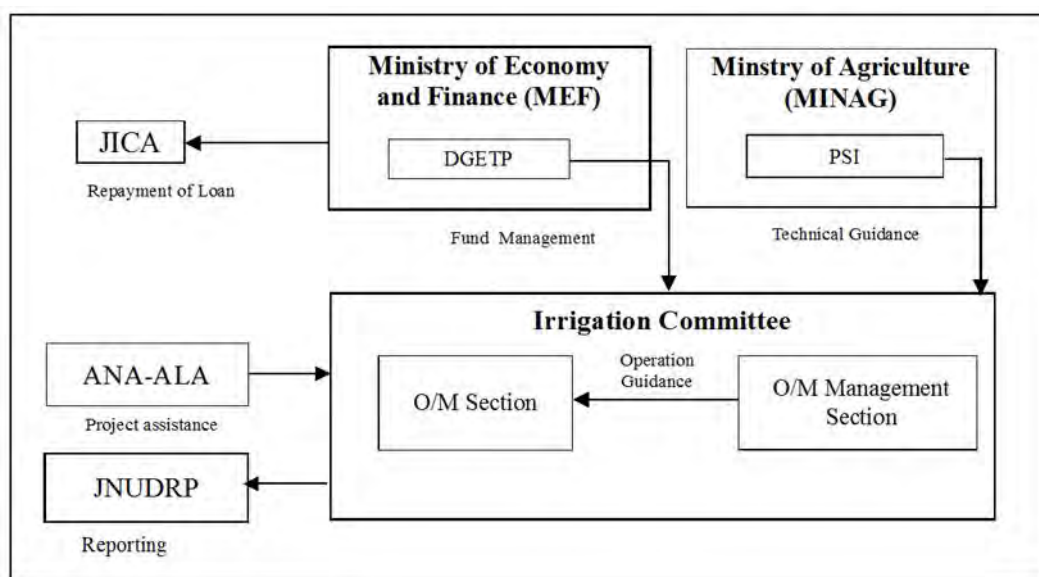 Ministry of Economy
and Finance (MEF)
DGETP
Minstry of Agriculture
(MINAG)
PSI
JICA
Repayment of Loan
Fund Management
Technical Guidance
Irrigation Committee
ANA-ALA
Project assistance
O/M Section
Operation
Guidance
O/M Management
Section
JNUDRP
Reporting